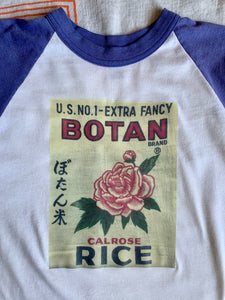 U.S. NO.1-EXTRA FANCY
BOTAN
BRAND
®
ぼたん米
CALROSE
RICE